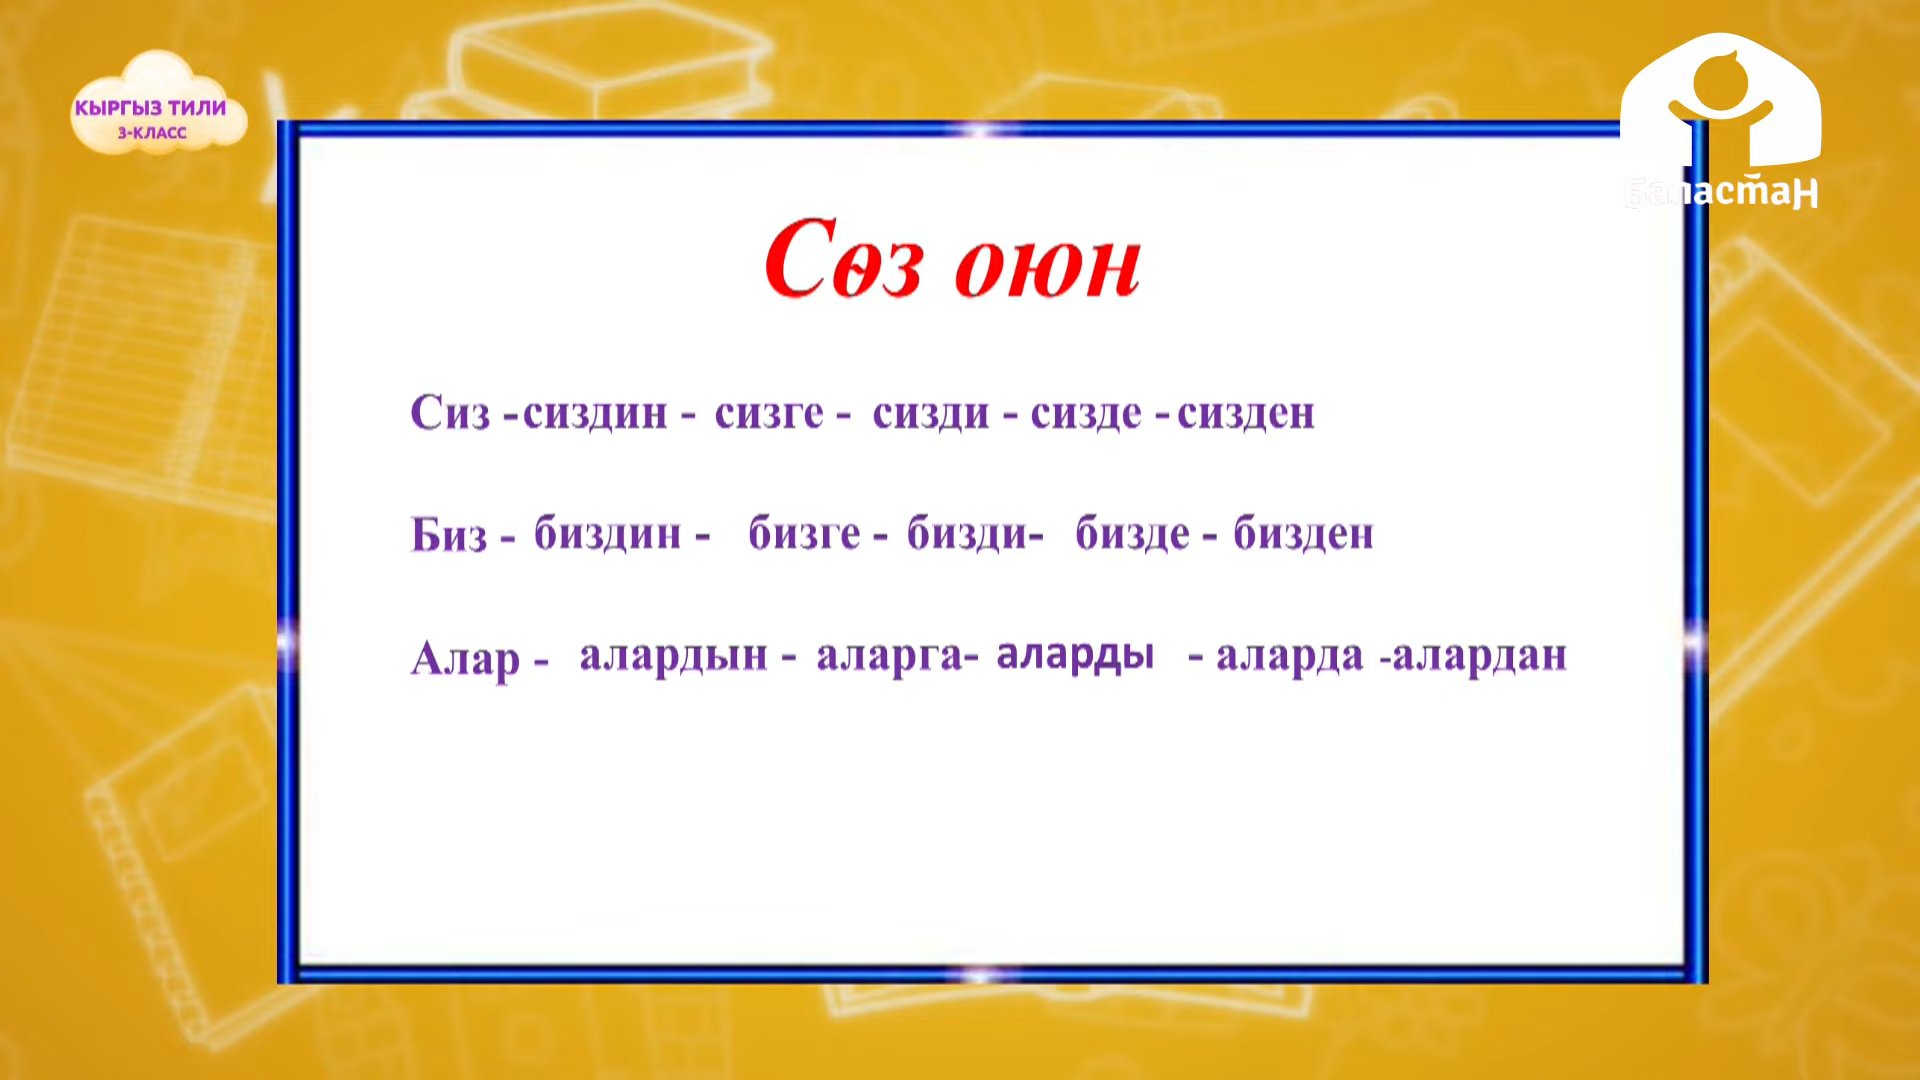 КЫРГЫЗ ТИЛИ
3-КЛАСС
Баластан
Сөз оюн
Сиз -сиздин - сизге - сизди - сизде -сизден
Биз - биздин - бизге - бизди- бизде - бизден
Алар - алардын - аларга- аларды - аларда -алардан